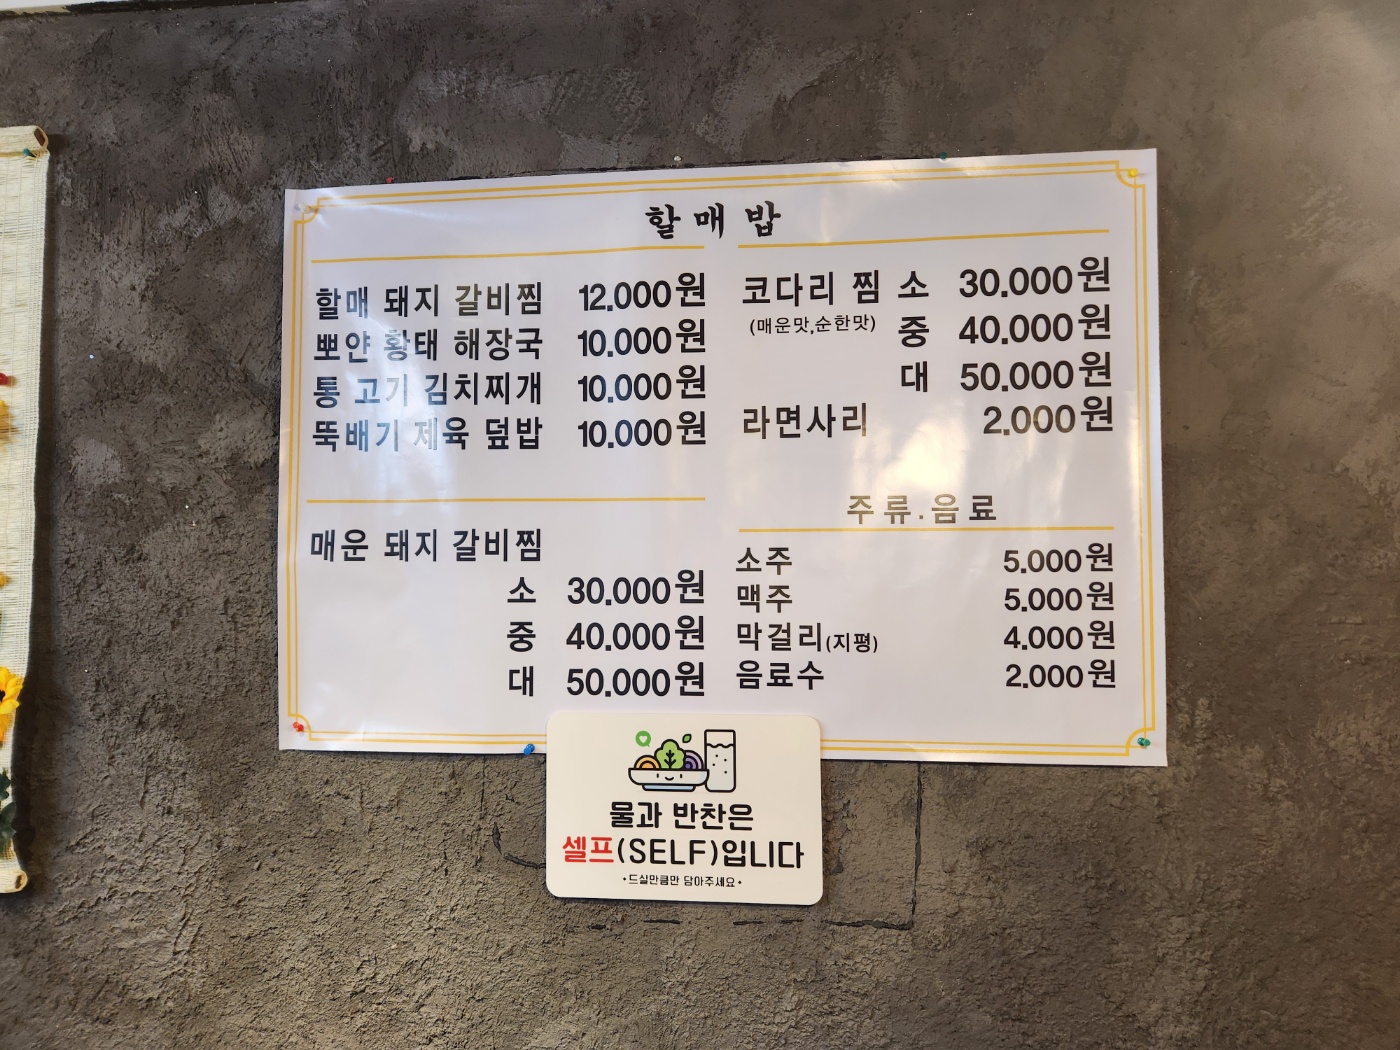 할매밥
할매 돼지 갈비찜 12.000원
뽀얀 황태 해장국 10.000원
통 고기 김치찌개 10.000원
뚝배기 제육 덮밥 10.000원
매운 돼지 갈비찜
소 30.000원
중 40.000원
대 50.000원
코다리 찜 소 30.000원
(매운맛,순한맛) 중 40.000원
대 50.000원
라면사리 2.000원
주류.음료
소주 5.000원
맥주 5.000원
막걸리(지평) 4.000원
음료수 2.000원
물과 반찬은
셀프(SELF)입니다
•드실만큼만 담아주세요•